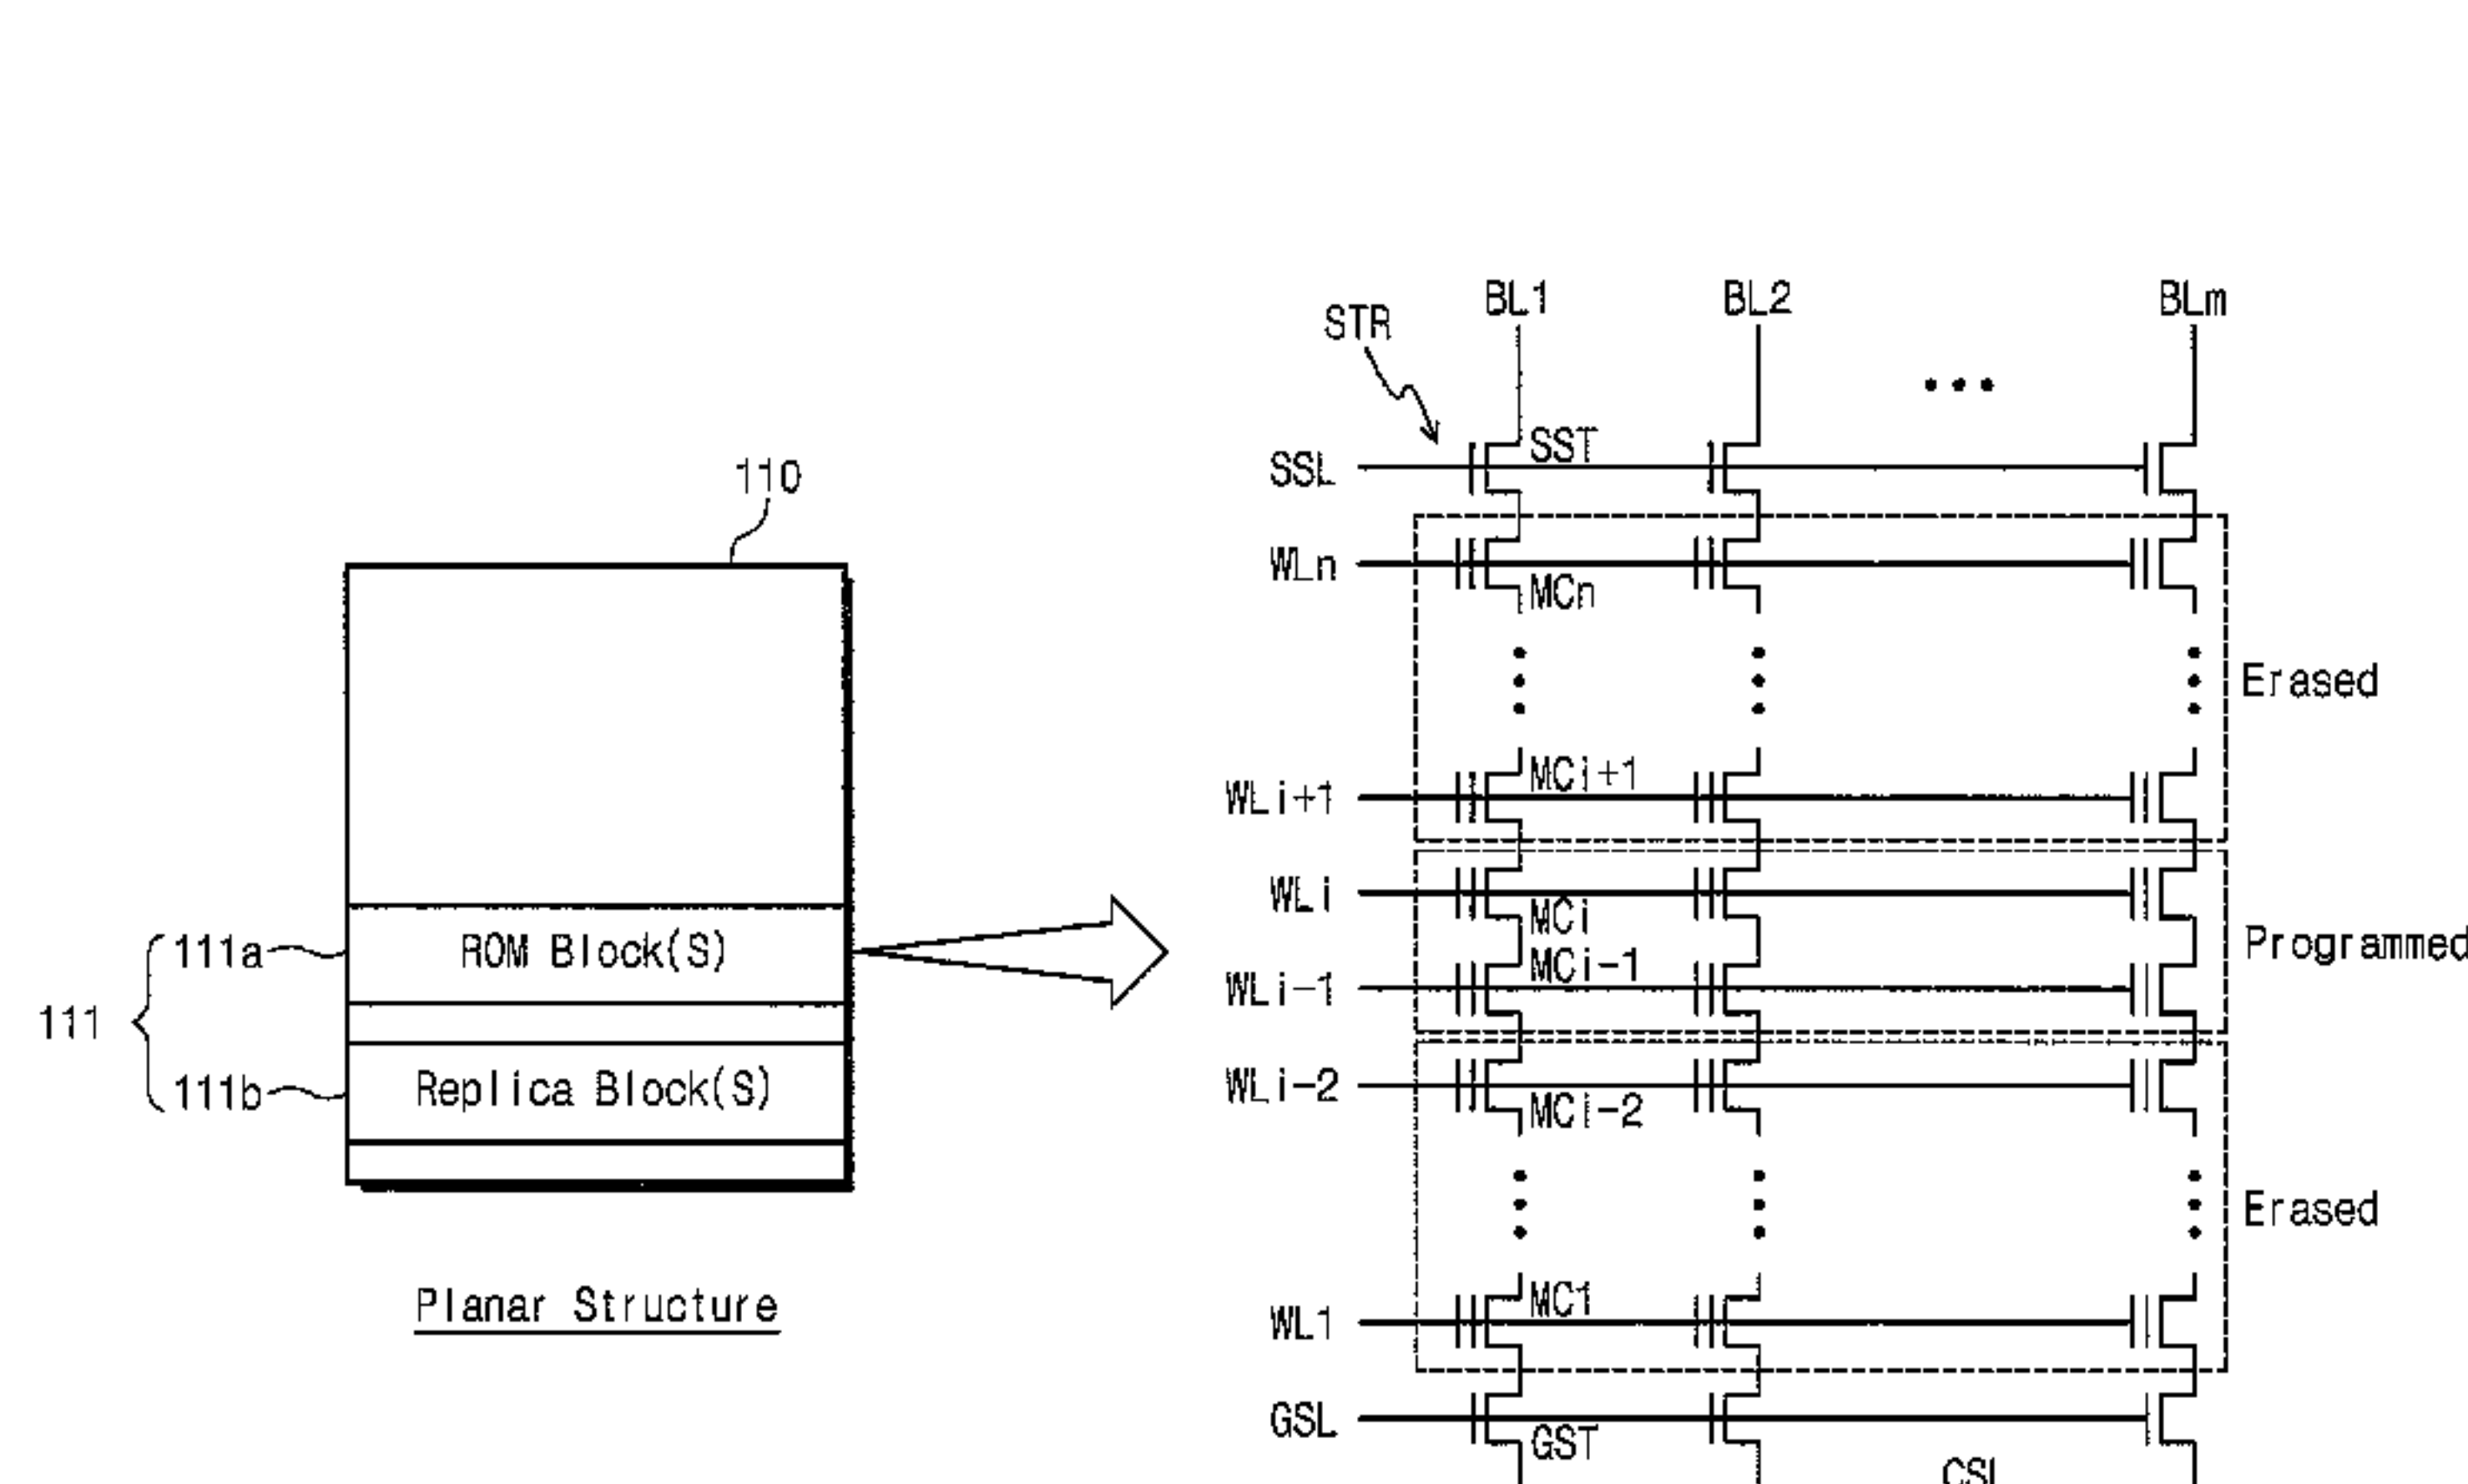 110
ROM Block(S)
111a
111
111b
Replica Block(S)
Planar Structure
STR
BL1 BL2 BLm
SSL SST
WLn
MCn
Erased
WLi+1 MCi+1
WLi
MCi
Programmed
WLi-1 MCi-1
WLi-2
MCi-2
Erased
WL1 MC1
GSL
GST
CSL